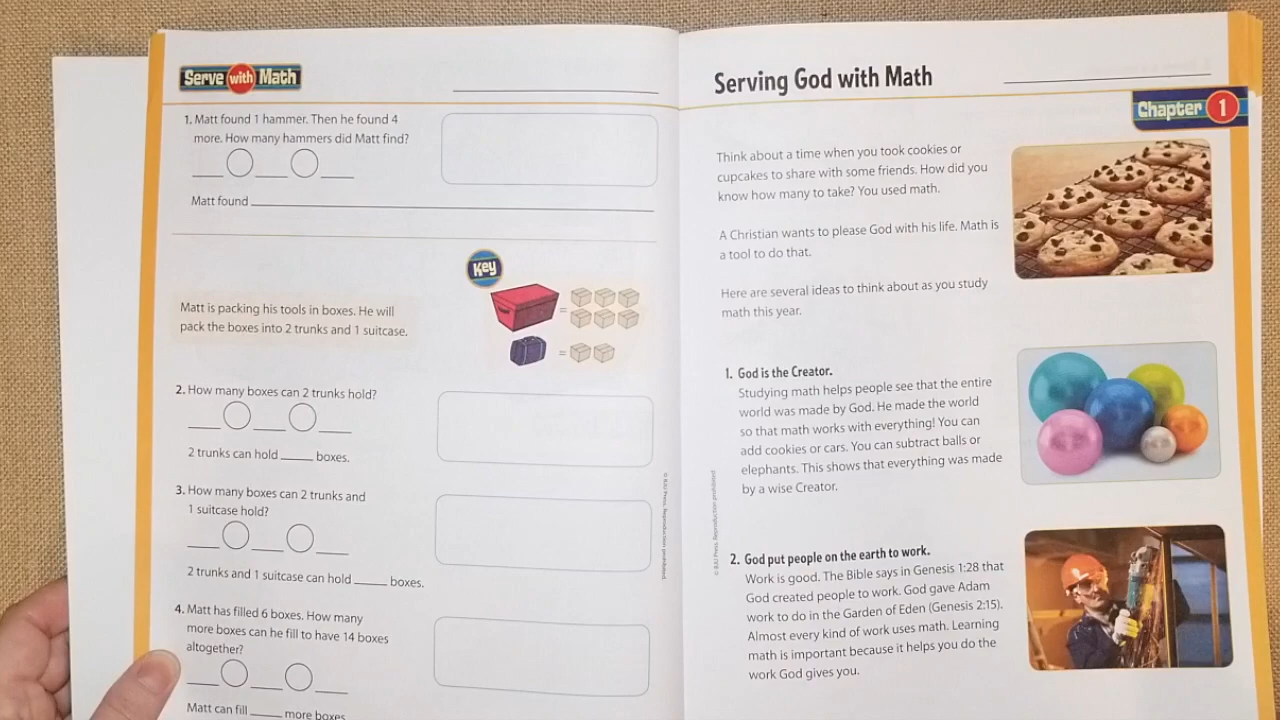 Serve with Math
1. Matt found 1 hammer. Then he found 4
more. How many hammers did Matt find?
Matt found
Key
=
Matt is packing his tools in boxes. He will
pack the boxes into 2 trunks and 1 suitcase.
=
2. How many boxes can 2 trunks hold?
2 trunks can hold _____ boxes.
3. How many boxes can 2 trunks and
1 suitcase hold?
2 trunks and 1 suitcase can hold _____ boxes.
4. Matt has filled 6 boxes. How many
more boxes can he fill to have 14 boxes
altogether?
Matt can fill _____ more boxes
© BJU Press. Reproduction prohibited.
Serving God with Math
Chapter 1
Think about a time when you took cookies or
cupcakes to share with some friends. How did you
know how many to take? You used math.
A Christian wants to please God with his life. Math is
a tool to do that.
Here are several ideas to think about as you study
math this year.
1. God is the Creator.
Studying math helps people see that the entire
world was made by God. He made the world
so that math works with everything! You can
add cookies or cars. You can subtract balls or
elephants. This shows that everything was made
by a wise Creator.
2. God put people on the earth to work.
Work is good. The Bible says in Genesis 1:28 that
God created people to work. God gave Adam
work to do in the Garden of Eden (Genesis 2:15).
Almost every kind of work uses math. Learning
math is important because it helps you do the
work God gives you.
© BJU Press. Reproduction prohibited.